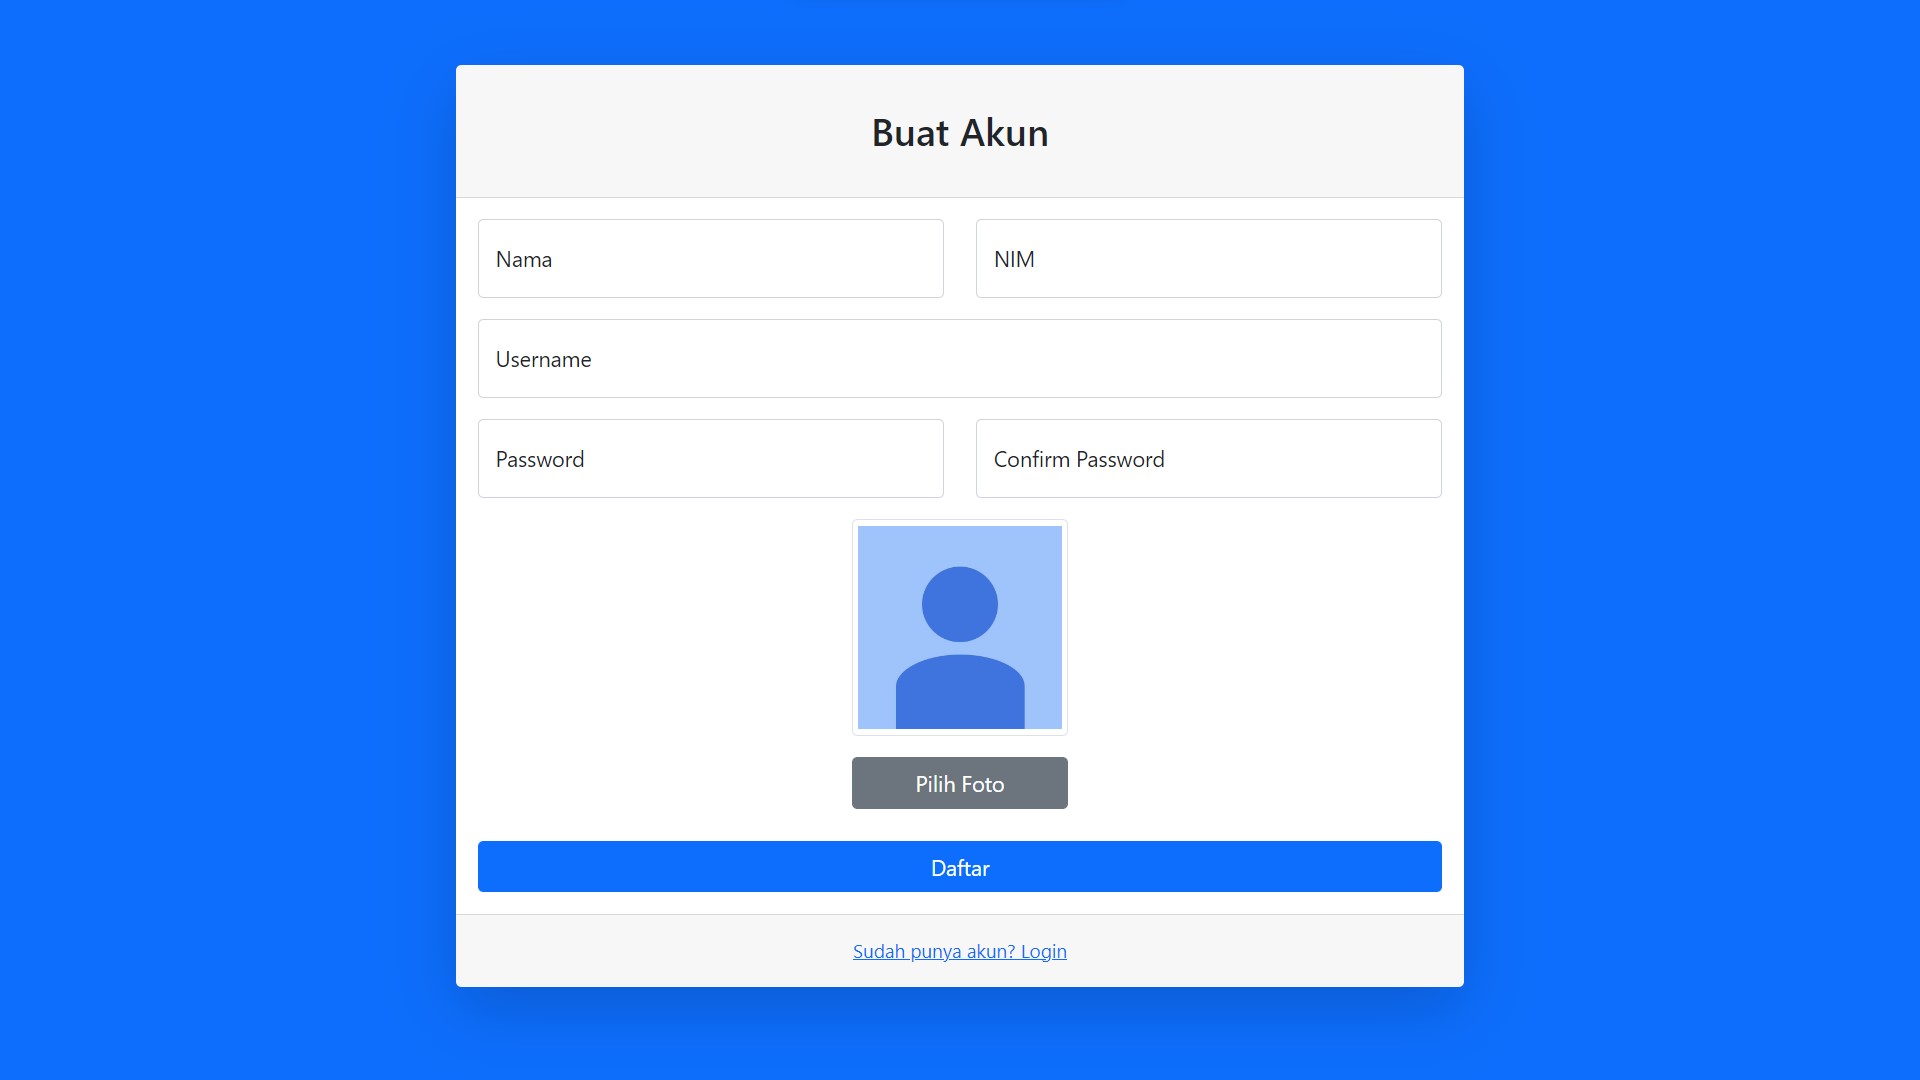 Buat Akun
Nama
NIM
Username
Password
Confirm Password
Pilih Foto
Daftar
Sudah punya akun? Login